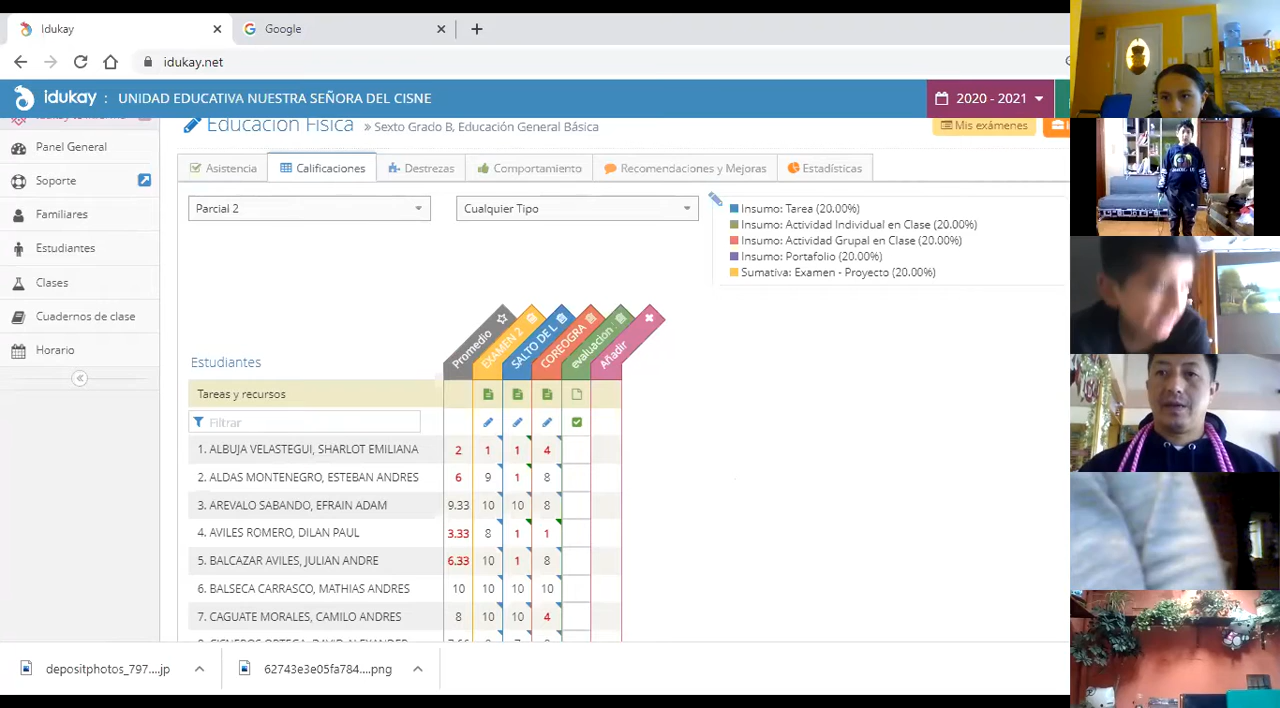 Idukay
Google
idukay.net
idukay : UNIDAD EDUCATIVA NUESTRA SEÑORA DEL CISNE
2020 - 2021
Educación Física » Sexto Grado B, Educación General Básica
Mis exámenes
Panel General
Soporte
Familiares
Estudiantes
Clases
Cuadernos de clase
Horario
Asistencia
Calificaciones
Destrezas
Comportamiento
Recomendaciones y Mejoras
Estadísticas
Parcial 2
Cualquier Tipo
Insumo: Tarea (20.00%)
Insumo: Actividad Individual en Clase (20.00%)
Insumo: Actividad Grupal en Clase (20.00%)
Insumo: Portafolio (20.00%)
Sumativa: Examen - Proyecto (20.00%)
Promedio
EXAMEN 2
SALTO DE L
COREOGRA
evaluacion
Añadir
Estudiantes
Tareas y recursos
Filtrar
1. ALBUJA VELASTEGUI, SHARLOT EMILIANA 2 1 1 4
2. ALDAS MONTENEGRO, ESTEBAN ANDRES 6 9 1 8
3. AREVALO SABANDO, EFRAIN ADAM 9.33 10 10 8
4. AVILES ROMERO, DILAN PAUL 3.33 8 1 1
5. BALCAZAR AVILES, JULIAN ANDRE 6.33 10 1 8
6. BALSECA CARRASCO, MATHIAS ANDRES 10 10 10 10
7. CAGUATE MORALES, CAMILO ANDRES 8 10 10 4
depositphotos_797....jp
62743e3e05fa784....png